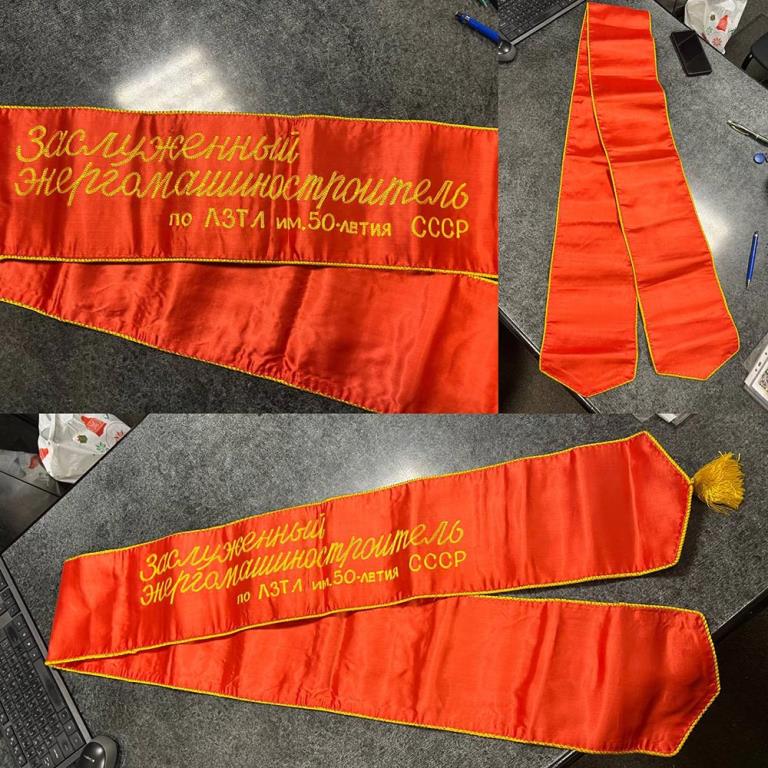 Заслуженный
энергомашиностроитель
по ЛЗТЛ им. 50-летия СССР
Заслуженный
энергомашиностроитель
по ЛЗТЛ им. 50-летия СССР